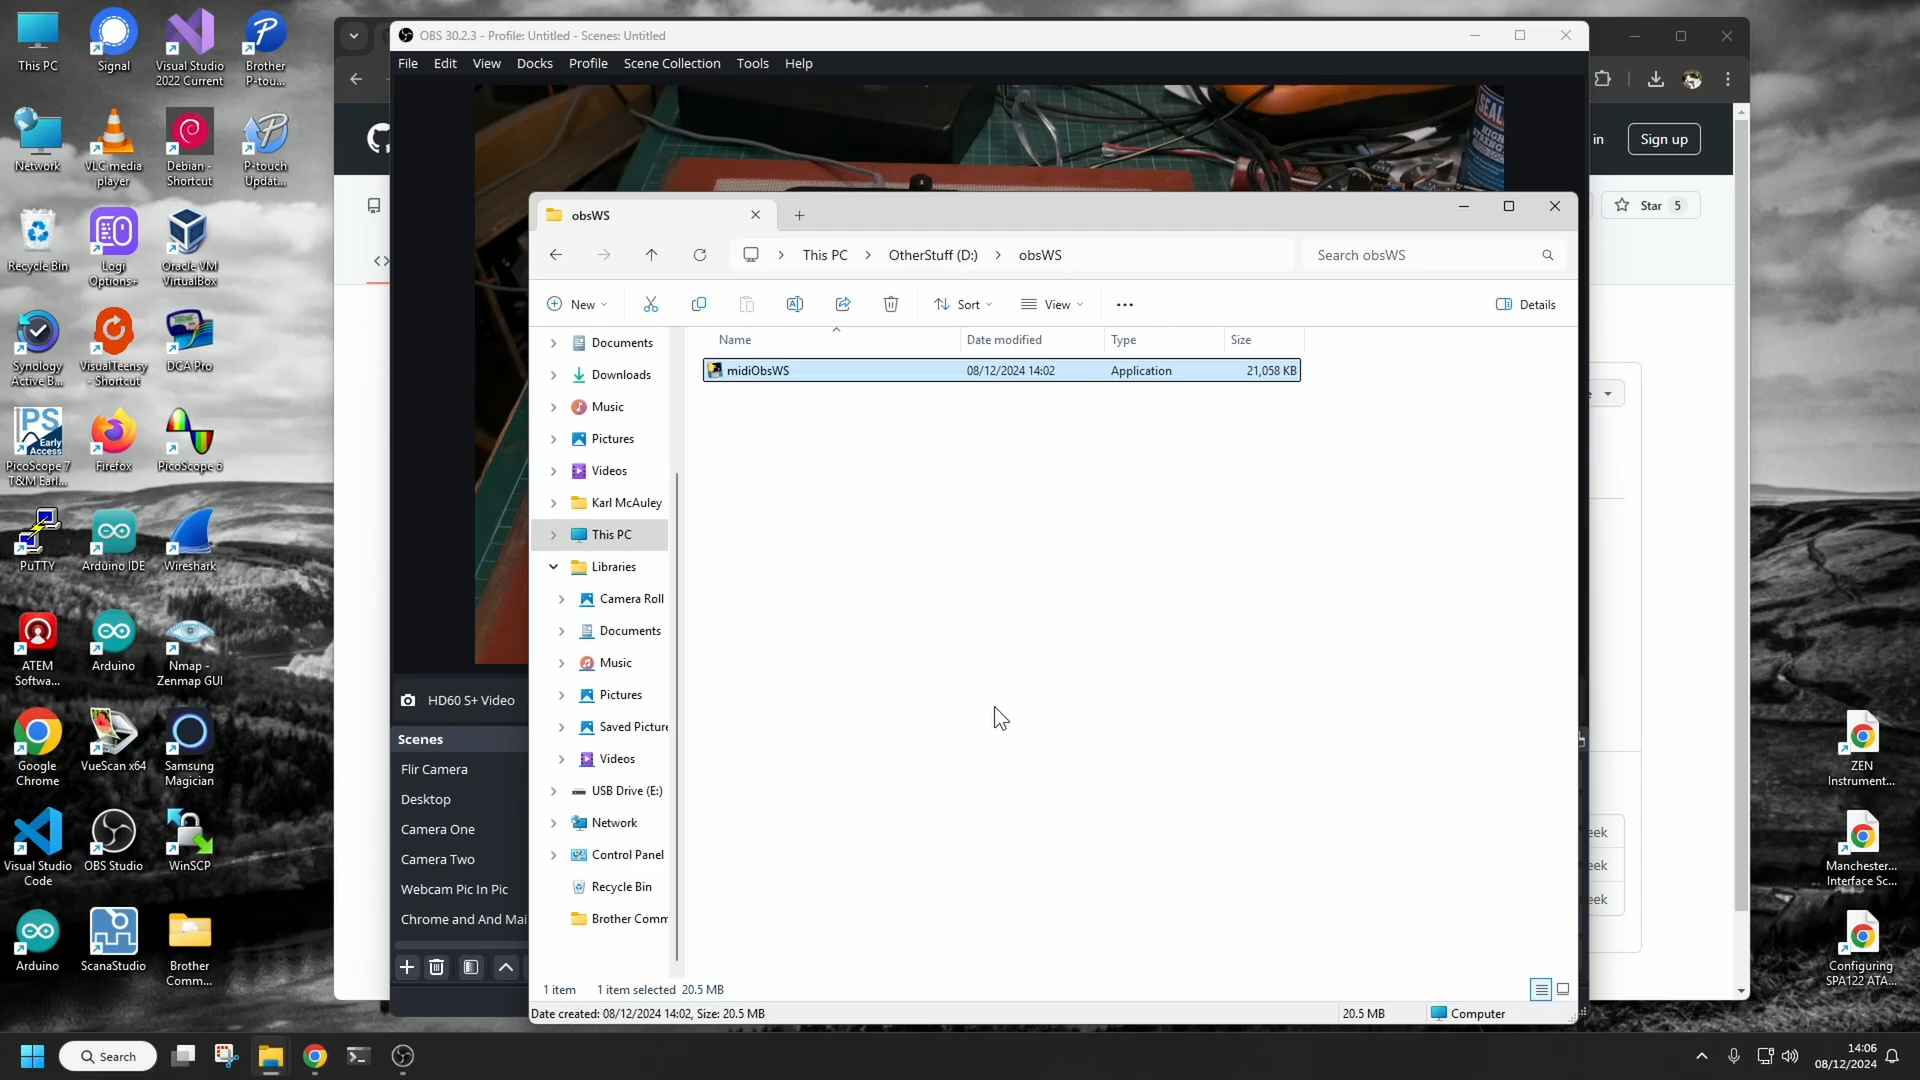 This PC
Signal
Visual Studio
2022 Current
Brother
P-tou...
Network
VLC media
player
Debian -
Shortcut
P-touch
Updat...
Recycle Bin
Logi
Options+
Oracle VM
VirtualBox
Synology
Active B...
VisualTeensy
- Shortcut
DCA Pro
PS
Early
Access
PicoScope 7
T&M Earl...
Firefox
PicoScope 6
PuTTY
Arduino IDE
Wireshark
ATEM
Softwa...
Arduino
Nmap -
Zenmap GUI
Google
Chrome
VueScan x64
Samsung
Magician
Visual Studio
Code
OBS Studio
WinSCP
Arduino
ScanaStudio
Brother
Comm...
OBS 30.2.3 - Profile: Untitled - Scenes: Untitled
File Edit View Docks Profile Scene Collection Tools Help
in
Sign up
Star 5
obsWS
This PC > OtherStuff (D:) > obsWS
Search obsWS
New
Sort
View
Details
Name Date modified Type Size
midiObsWS 08/12/2024 14:02 Application 21,058 KB
Documents
Downloads
Music
Pictures
Videos
Karl McAuley
This PC
Libraries
Camera Roll
Documents
Music
Pictures
Saved Picture
Videos
USB Drive (E:)
Network
Control Panel
Recycle Bin
Brother Comm
1 item 1 item selected 20.5 MB
Date created: 08/12/2024 14:02, Size: 20.5 MB
20.5 MB
Computer
HD60 S+ Video
Scenes
Flir Camera
Desktop
Camera One
Camera Two
Webcam Pic In Pic
Chrome and And Mai
eek
eek
eek
ZEN
Instrument...
Manchester...
Interface Sc...
Configuring
SPA122 ATA...
Search
14:06
08/12/2024